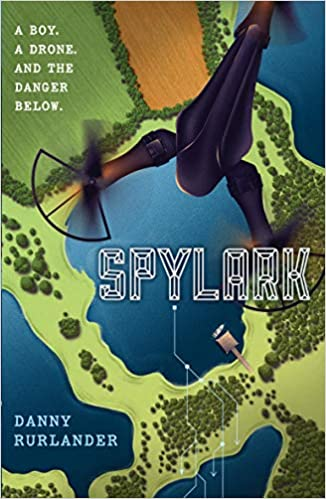 A BOY.
A DRONE.
AND THE
DANGER
BELOW.
SPYLARK
DANNY
RURLANDER